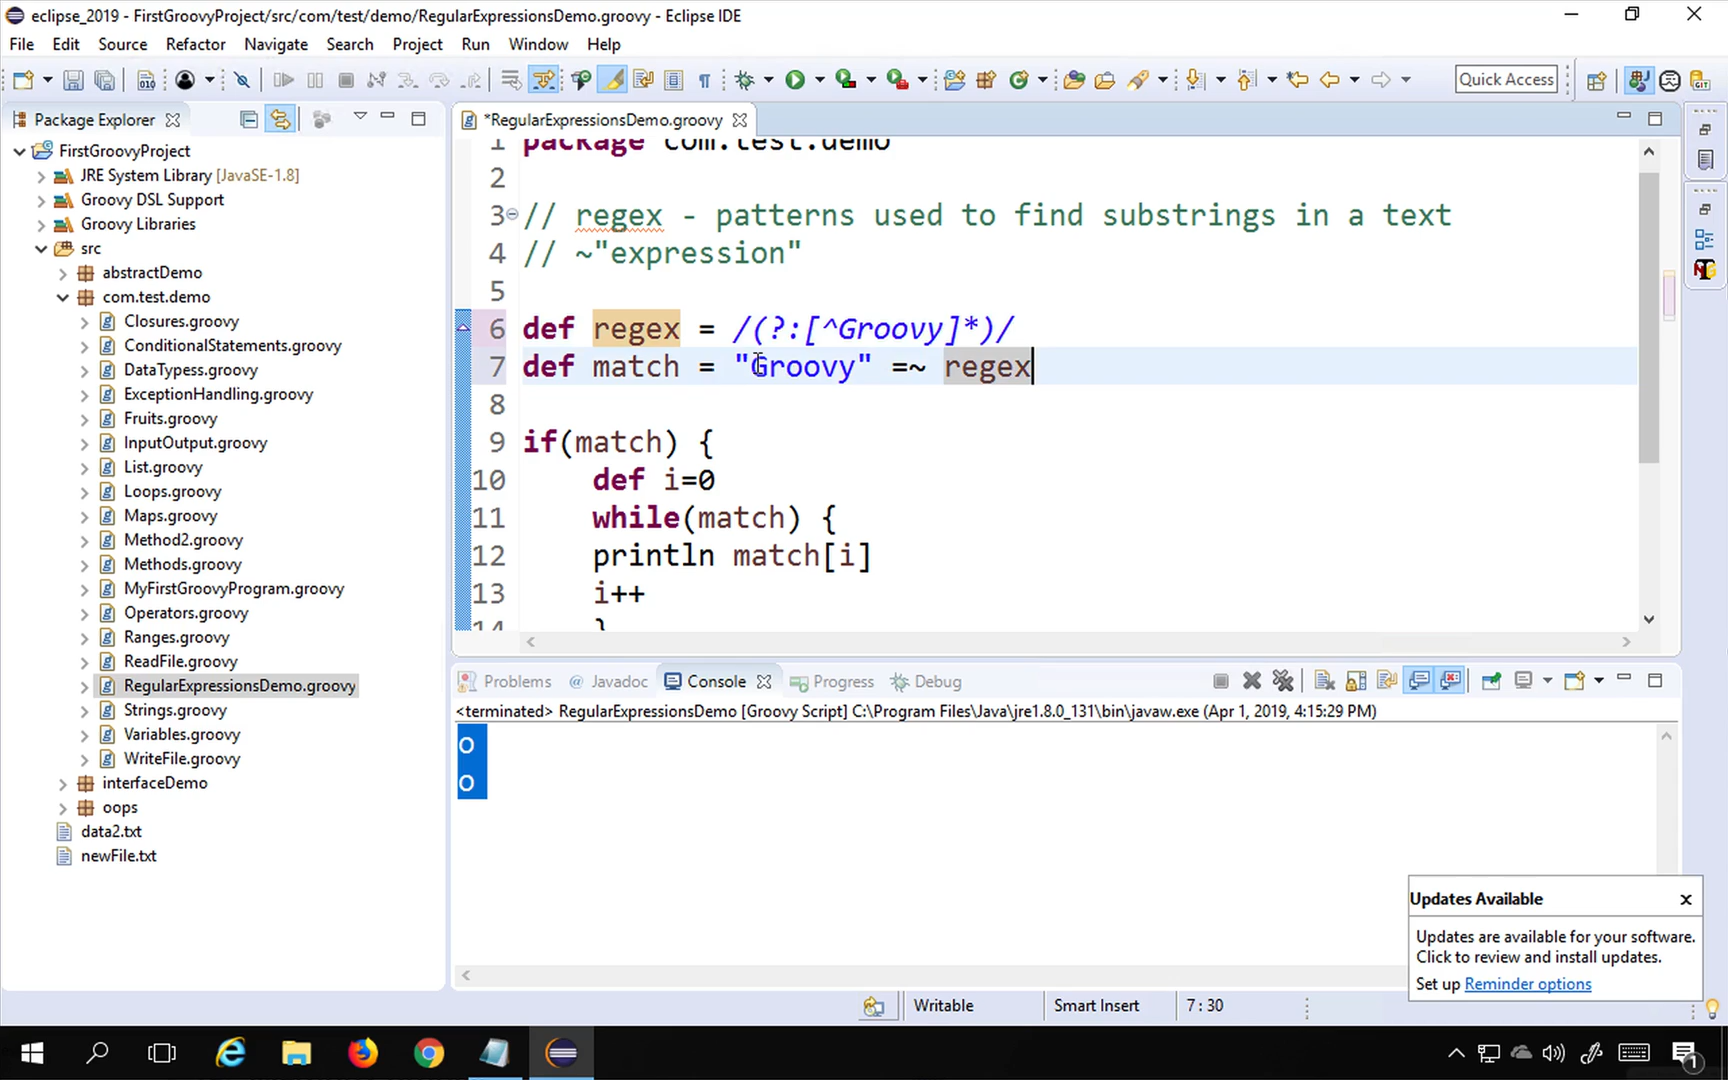 eclipse_2019 - FirstGroovyProject/src/com/test/demo/RegularExpressionsDemo.groovy - Eclipse IDE
File Edit Source Refactor Navigate Search Project Run Window Help
Quick Access
Package Explorer
FirstGroovyProject
JRE System Library [JavaSE-1.8]
Groovy DSL Support
Groovy Libraries
src
abstractDemo
com.test.demo
Closures.groovy
ConditionalStatements.groovy
DataTypess.groovy
ExceptionHandling.groovy
Fruits.groovy
InputOutput.groovy
List.groovy
Loops.groovy
Maps.groovy
Method2.groovy
Methods.groovy
MyFirstGroovyProgram.groovy
Operators.groovy
Ranges.groovy
ReadFile.groovy
RegularExpressionsDemo.groovy
Strings.groovy
Variables.groovy
WriteFile.groovy
interfaceDemo
oops
data2.txt
newFile.txt
*RegularExpressionsDemo.groovy
1 package com.test.demo
2
3 // regex - patterns used to find substrings in a text
4 // ~"expression"
5
6 def regex = /(?:[^Groovy]*)/
7 def match = "Groovy" =~ regex
8
9 if(match) {
10 def i=0
11 while(match) {
12 println match[i]
13 i++
14 }
Problems @ Javadoc Console Progress Debug
<terminated> RegularExpressionsDemo [Groovy Script] C:\Program Files\Java\jre1.8.0_131\bin\javaw.exe (Apr 1, 2019, 4:15:29 PM)
o
o
Updates Available
Updates are available for your software.
Click to review and install updates.
Set up Reminder options
Writable Smart Insert 7 : 30
1